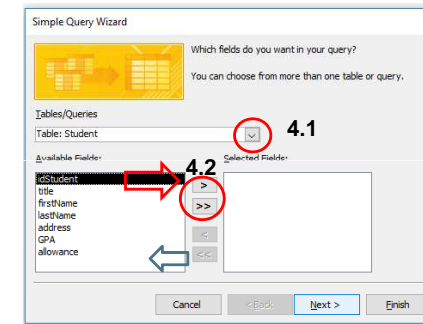 Simple Query Wizard
Which fields do you want in your query?
You can choose from more than one table or query.
Tables/Queries
Table: Student
4.1
Available Fields:
4.2
Selected Fields:
idStudent
title
firstName
lastName
address
GPA
allowance
>
>>
<
<<
Cancel
< Back
Next >
Finish